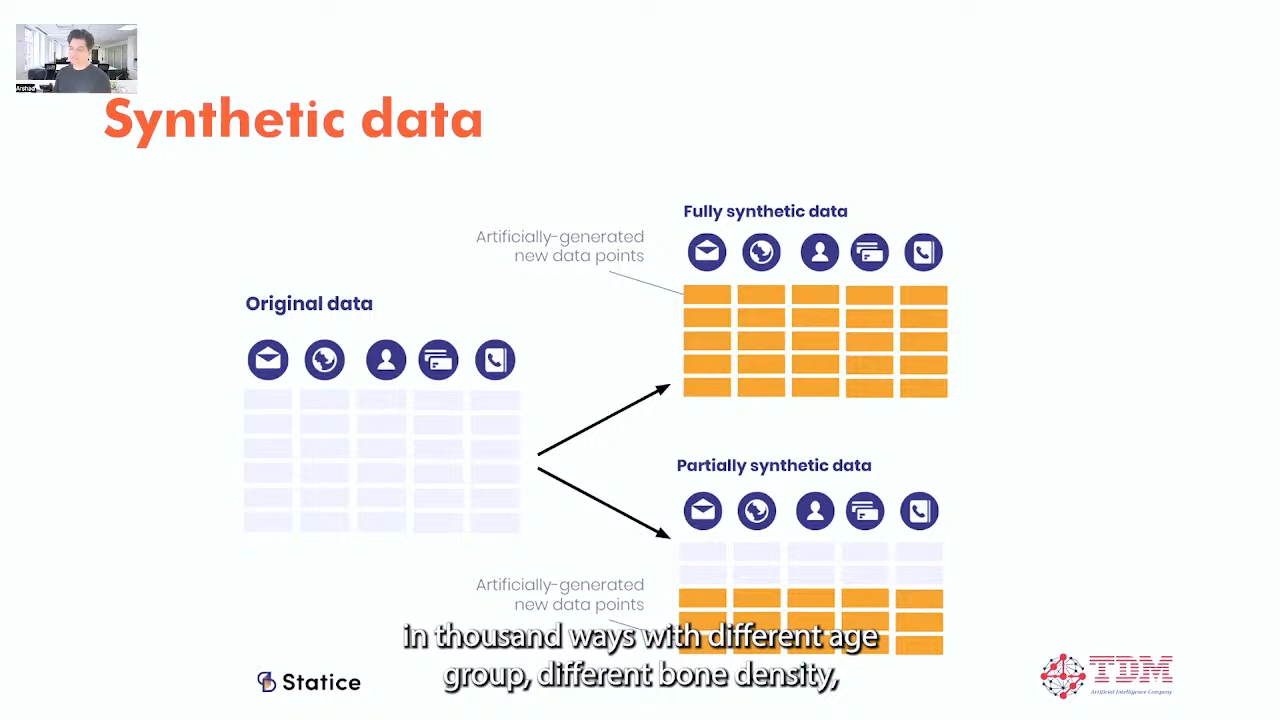 Arshad
Synthetic data
Fully synthetic data
Artificially-generated
new data points
Original data
Partially synthetic data
Artificially-generated
new data points
in thousand ways with different age
group, different bone density,
Statice
TDM
Artificial Intelligence Company